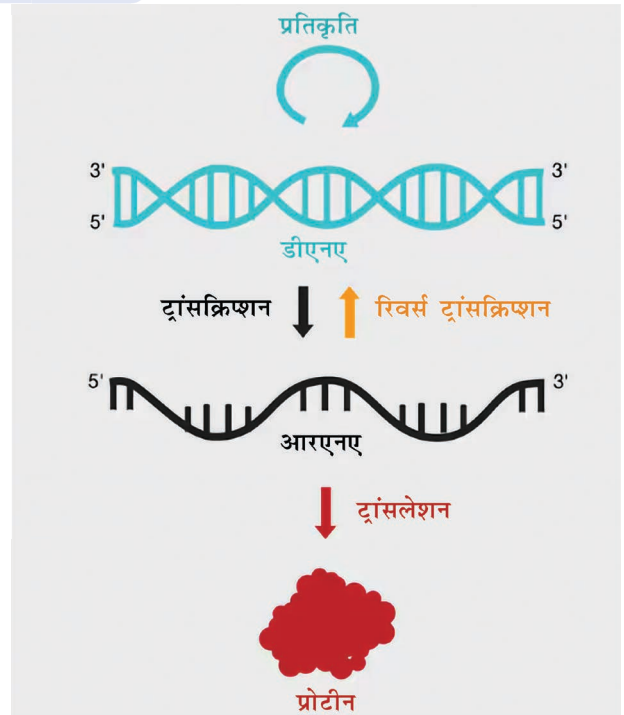 प्रतिकृति
3' 3'
5' 5'
डीएनए
ट्रांसक्रिप्शन रिवर्स ट्रांसक्रिप्शन
5' 3'
आरएनए
ट्रांसलेशन
प्रोटीन